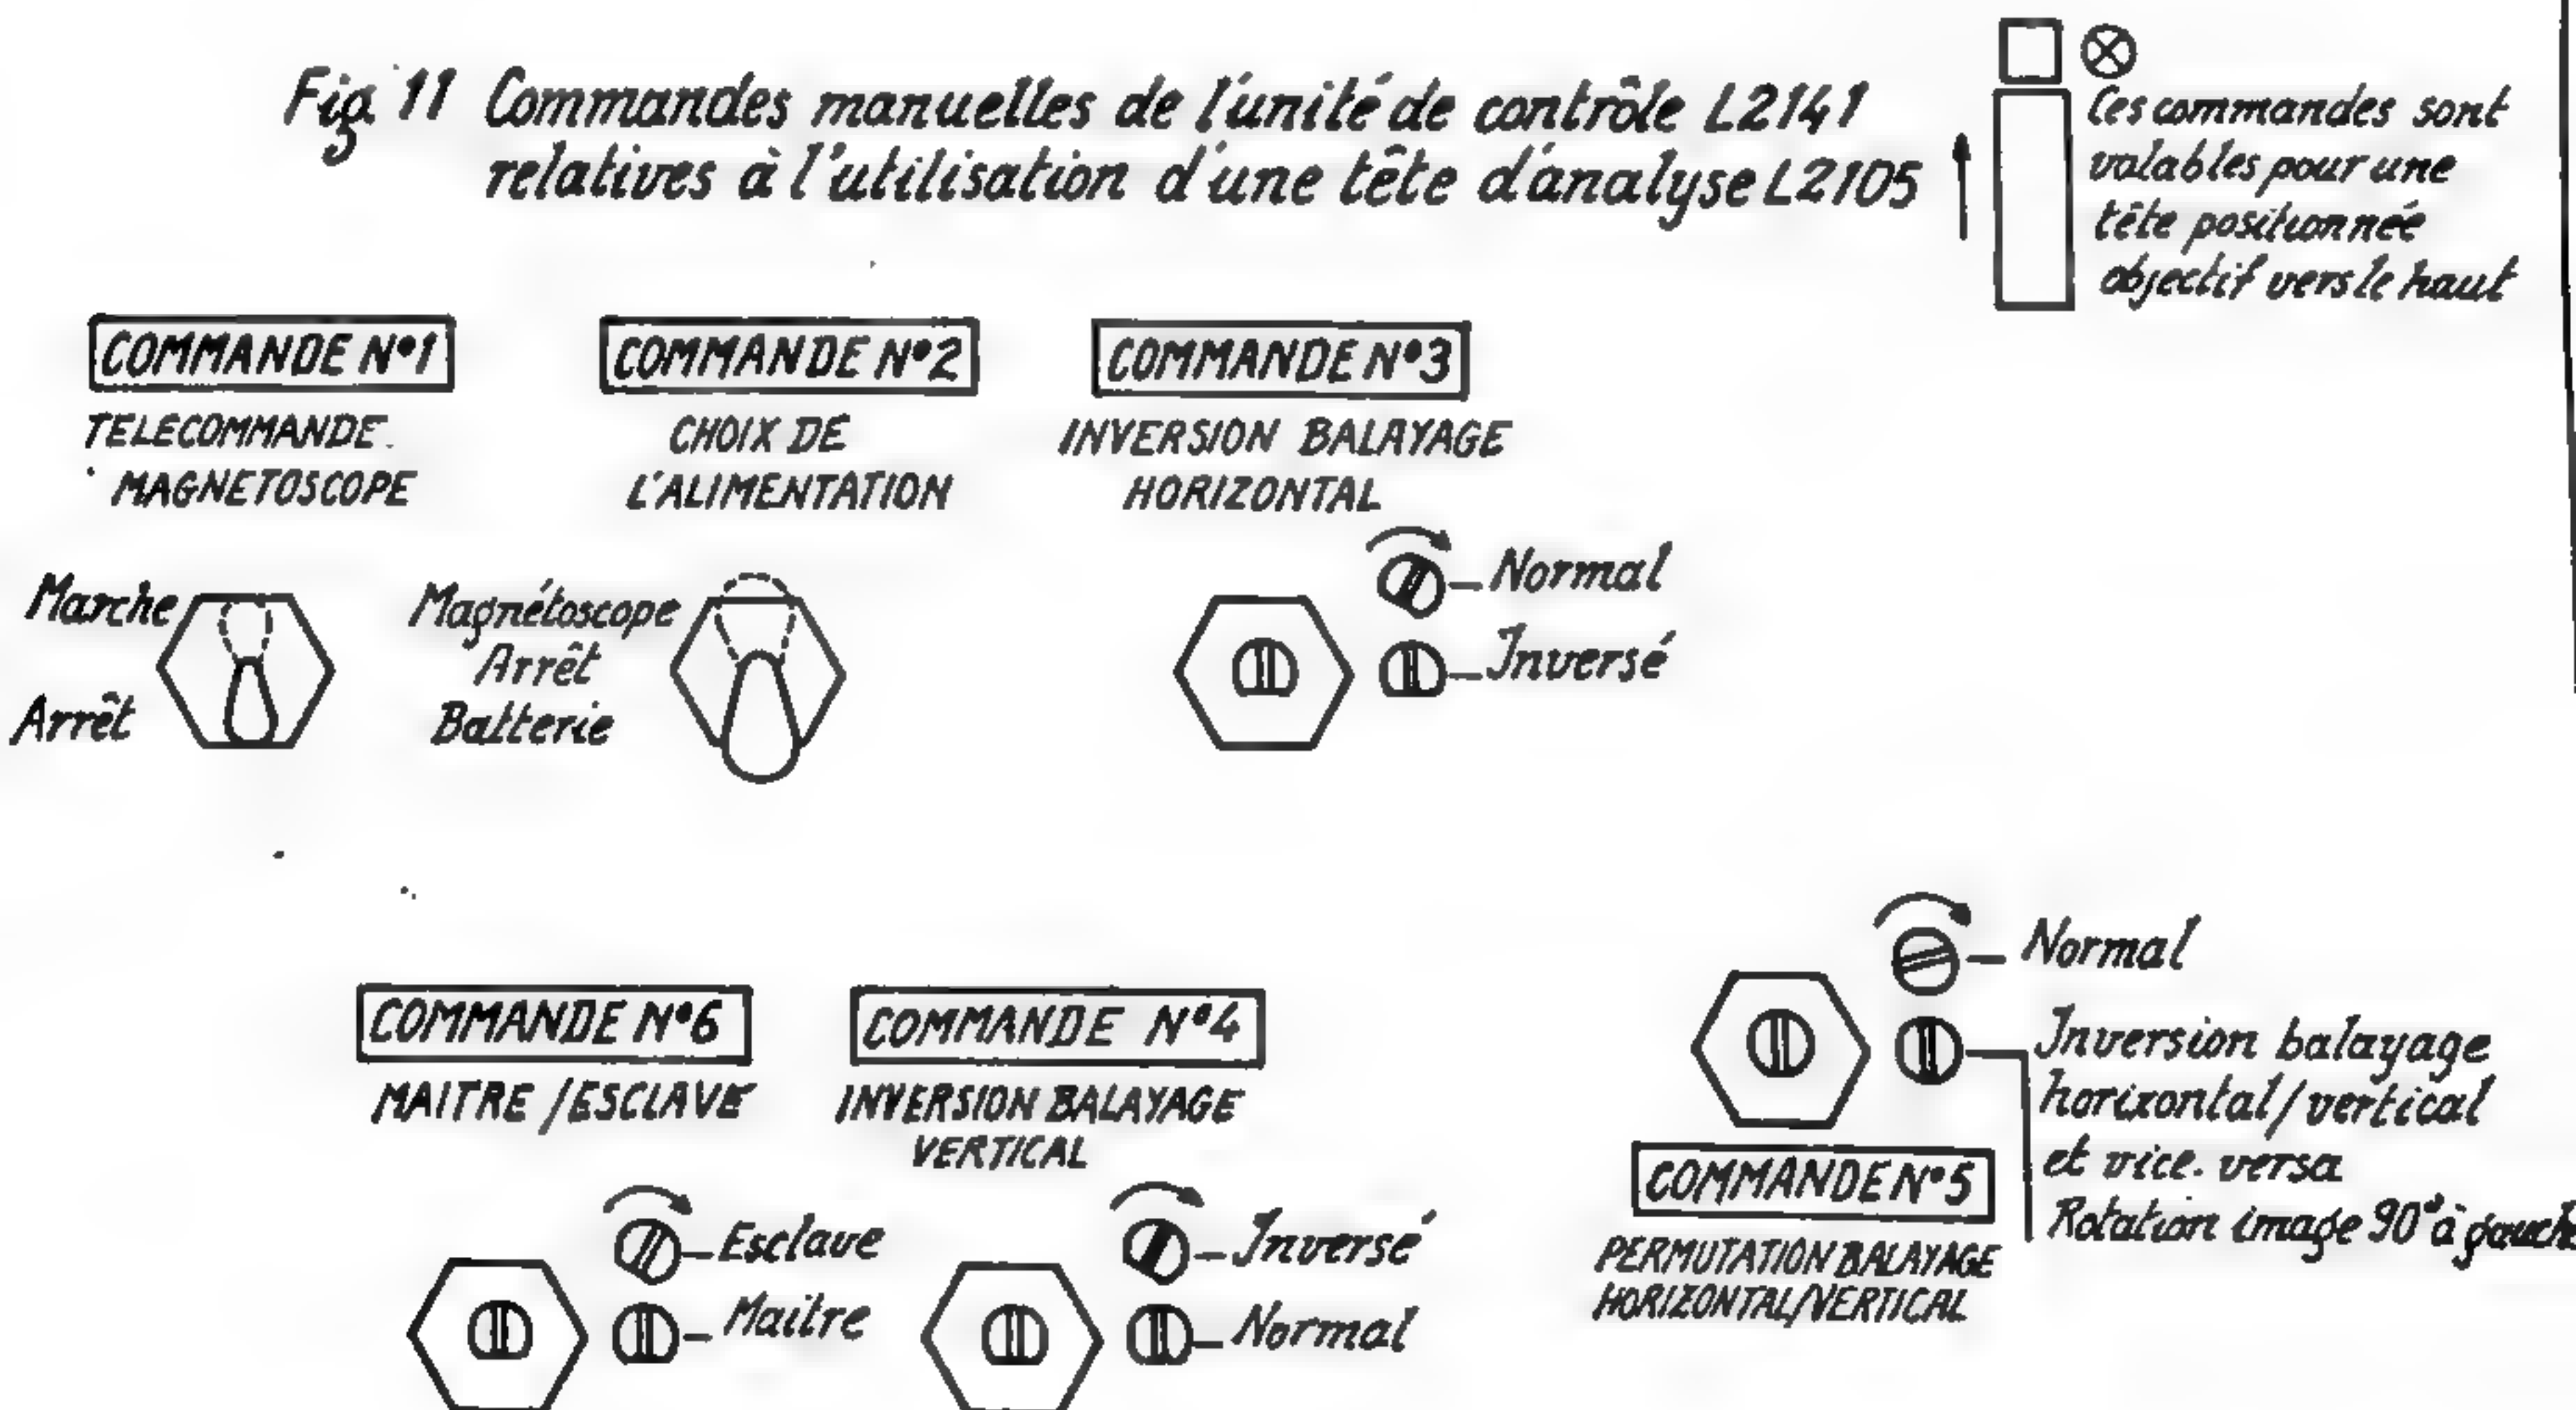 Fig. 11 Commandes manuelles de l'unité de contrôle L2141
relatives à l'utilisation d'une tête d'analyse L2105
Ces commandes sont
valables pour une
tête positionnée
objectif vers le haut
COMMANDE N°1
TELECOMMANDE
MAGNETOSCOPE
Marche
Arrêt
COMMANDE N°2
CHOIX DE
L'ALIMENTATION
Magnétoscope
Arrêt
Batterie
COMMANDE N°3
INVERSION BALAYAGE
HORIZONTAL
Normal
Inversé
COMMANDE N°6
MAITRE / ESCLAVE
Esclave
Maitre
COMMANDE N°4
INVERSION BALAYAGE
VERTICAL
Inversé
Normal
Normal
Inversion balayage
horizontal/vertical
et vice. versa
Rotation image 90° à gauche
COMMANDE N°5
PERMUTATION BALAYAGE
HORIZONTAL/VERTICAL